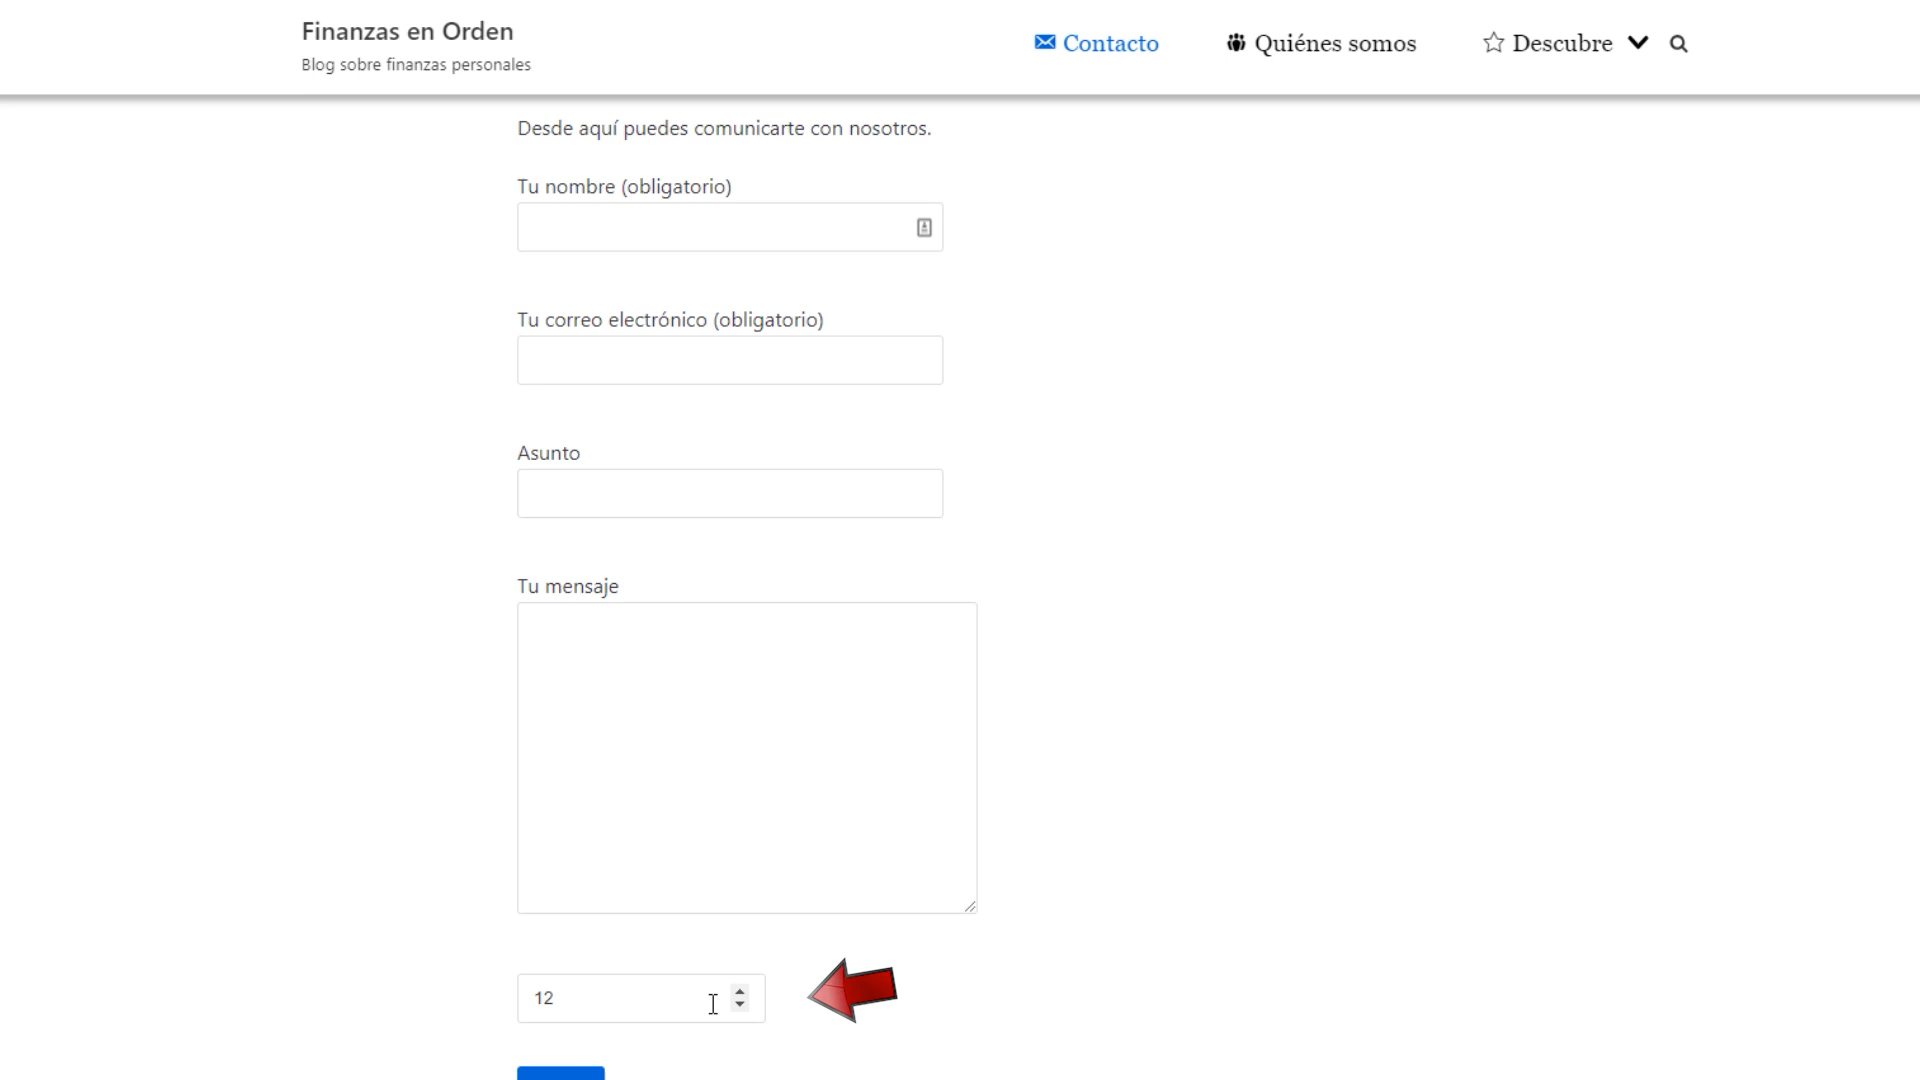 Finanzas en Orden
Blog sobre finanzas personales
Contacto
Quiénes somos
Descubre
Desde aquí puedes comunicarte con nosotros.
Tu nombre (obligatorio)
Tu correo electrónico (obligatorio)
Asunto
Tu mensaje
12